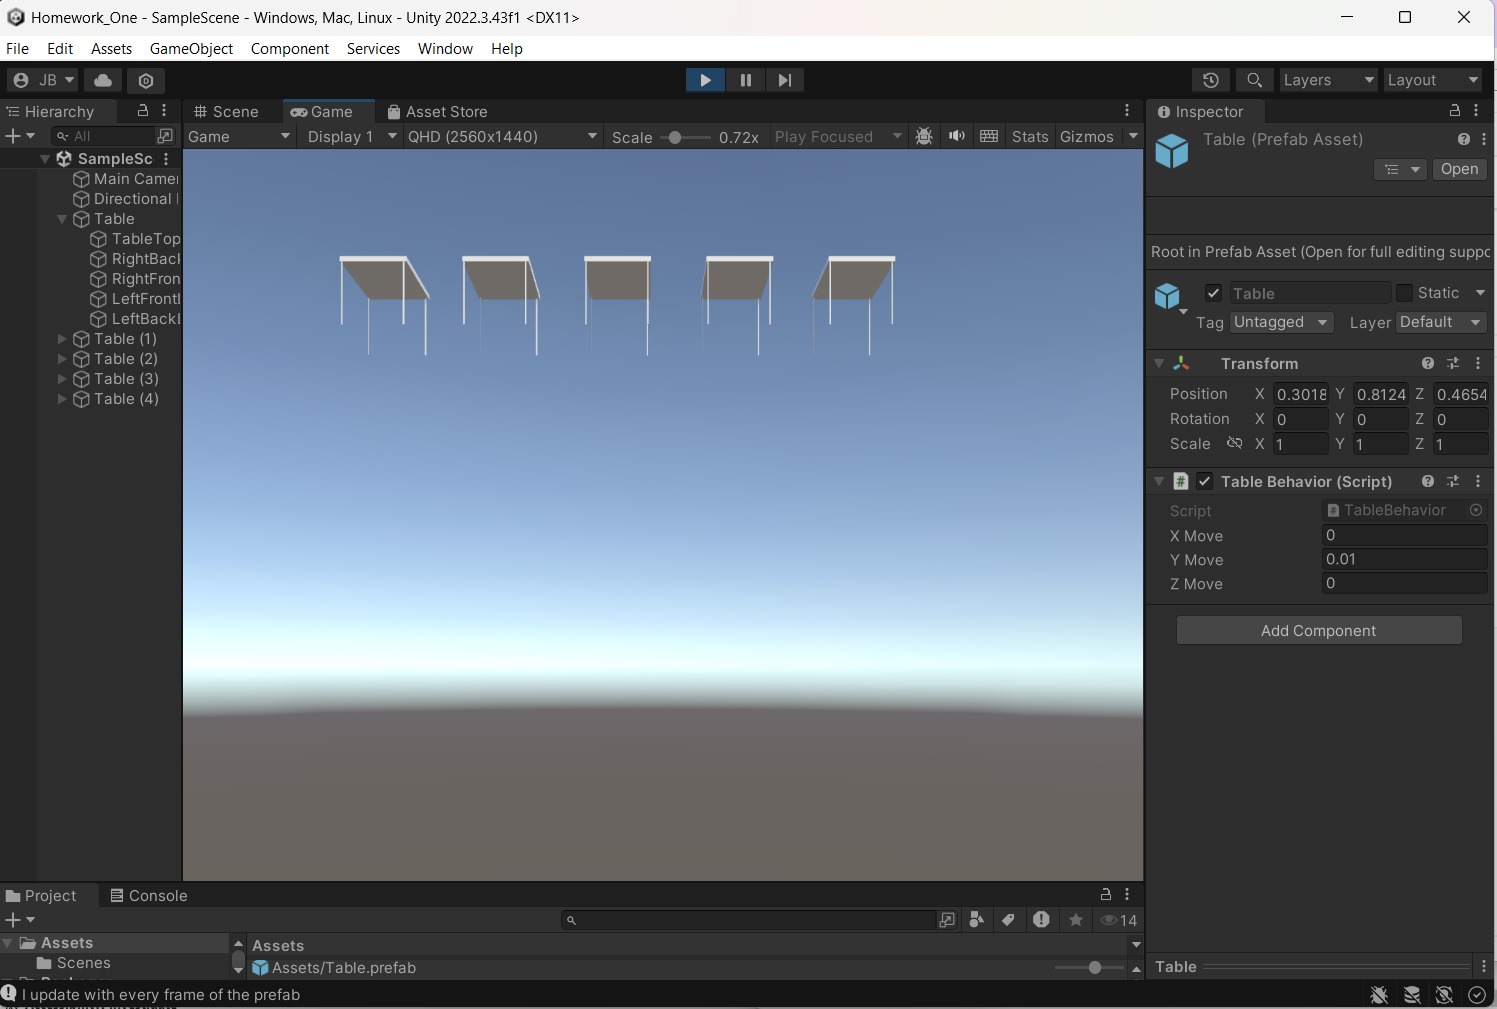 Homework_One - SampleScene - Windows, Mac, Linux - Unity 2022.3.43f1 <DX11>
File Edit Assets GameObject Component Services Window Help
JB Layers Layout
Hierarchy Scene Game Asset Store Inspector
All Game Display 1 QHD (2560x1440) Scale 0.72x Play Focused Stats Gizmos
Table (Prefab Asset)
Open
SampleSc
Main Came
Directional
Table
TableTop
RightBack
RightFron
LeftFrontl
LeftBackl
Table (1)
Table (2)
Table (3)
Table (4)
Root in Prefab Asset (Open for full editing suppo
Table Static
Tag Untagged Layer Default
Transform
Position X 0.3018 Y 0.8124 Z 0.4654
Rotation X 0 Y 0 Z 0
Scale X 1 Y 1 Z 1
# Table Behavior (Script)
Script TableBehavior
X Move 0
Y Move 0.01
Z Move 0
Add Component
Project Console
14
Assets
Scenes
Assets
Assets/Table.prefab
Table
I update with every frame of the prefab